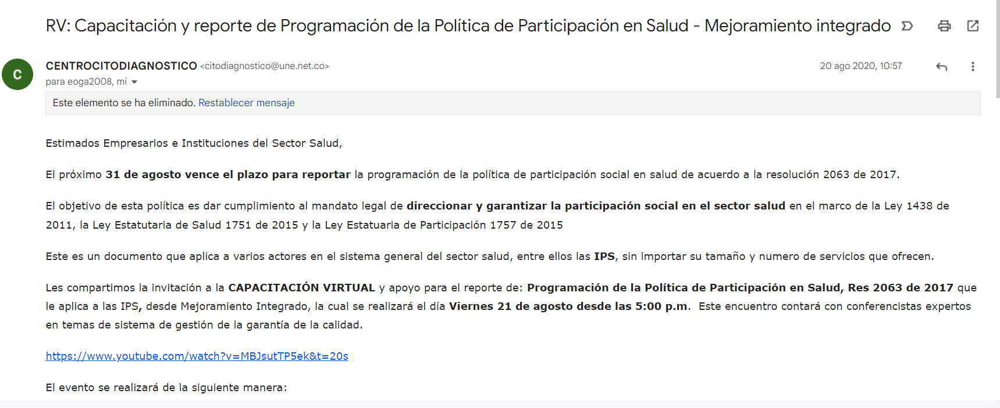 RV: Capacitación y reporte de Programación de la Política de Participación en Salud - Mejoramiento integrado
C
CENTROCITODIAGNOSTICO <citodiagnostico@une.net.co>
20 ago 2020, 10:57
para eoga2008, mí
Este elemento se ha eliminado. Restablecer mensaje
Estimados Empresarios e Instituciones del Sector Salud,
El próximo 31 de agosto vence el plazo para reportar la programación de la política de participación social en salud de acuerdo a la resolución 2063 de 2017.
El objetivo de esta política es dar cumplimiento al mandato legal de direccionar y garantizar la participación social en el sector salud en el marco de la Ley 1438 de
2011, la Ley Estatutaria de Salud 1751 de 2015 y la Ley Estatuaria de Participación 1757 de 2015
Este es un documento que aplica a varios actores en el sistema general del sector salud, entre ellos las IPS, sin importar su tamaño y numero de servicios que ofrecen.
Les compartimos la invitación a la CAPACITACIÓN VIRTUAL y apoyo para el reporte de: Programación de la Política de Participación en Salud, Res 2063 de 2017 que
le aplica a las IPS, desde Mejoramiento Integrado, la cual se realizará el día Viernes 21 de agosto desde las 5:00 p.m.  Este encuentro contará con conferencistas expertos
en temas de sistema de gestión de la garantía de la calidad.
https://www.youtube.com/watch?v=MBJsutTP5ek&t=20s
El evento se realizará de la siguiente manera: